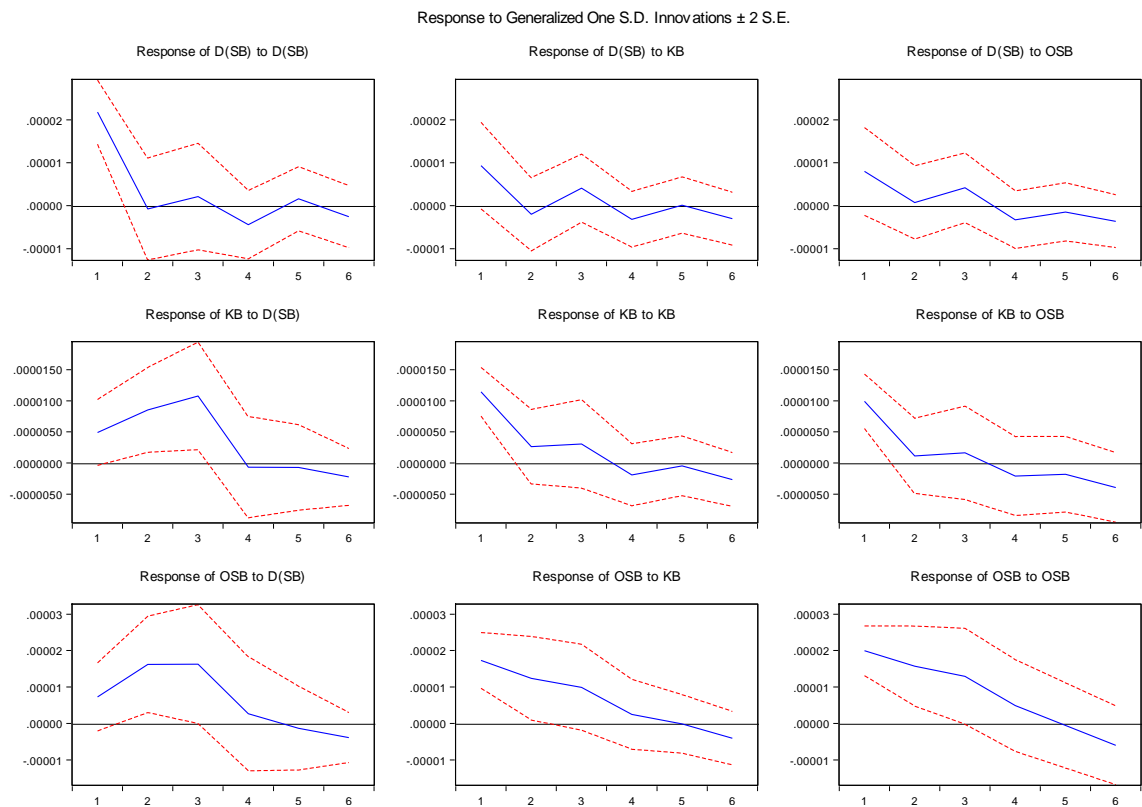 Response to Generalized One S.D. Innovations ± 2 S.E.
Response of D(SB) to D(SB)
.00002
.00001
.00000
-.00001
1 2 3 4 5 6
Response of D(SB) to KB
.00002
.00001
.00000
-.00001
1 2 3 4 5 6
Response of D(SB) to OSB
.00002
.00001
.00000
-.00001
1 2 3 4 5 6
Response of KB to D(SB)
.0000150
.0000100
.0000050
.0000000
-.0000050
1 2 3 4 5 6
Response of KB to KB
.0000150
.0000100
.0000050
.0000000
-.0000050
1 2 3 4 5 6
Response of KB to OSB
.0000150
.0000100
.0000050
.0000000
-.0000050
1 2 3 4 5 6
Response of OSB to D(SB)
.00003
.00002
.00001
.00000
-.00001
1 2 3 4 5 6
Response of OSB to KB
.00003
.00002
.00001
.00000
-.00001
1 2 3 4 5 6
Response of OSB to OSB
.00003
.00002
.00001
.00000
-.00001
1 2 3 4 5 6